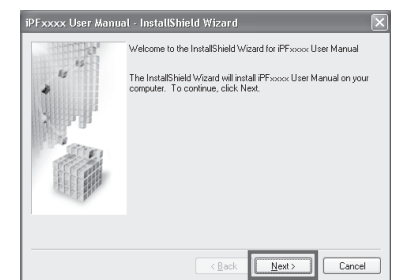 iPFxxxx User Manual - InstallShield Wizard
Welcome to the InstallShield Wizard for iPFxxxx User Manual
The InstallShield Wizard will install iPFxxxx User Manual on your
computer. To continue, click Next.
< Back
Next >
Cancel